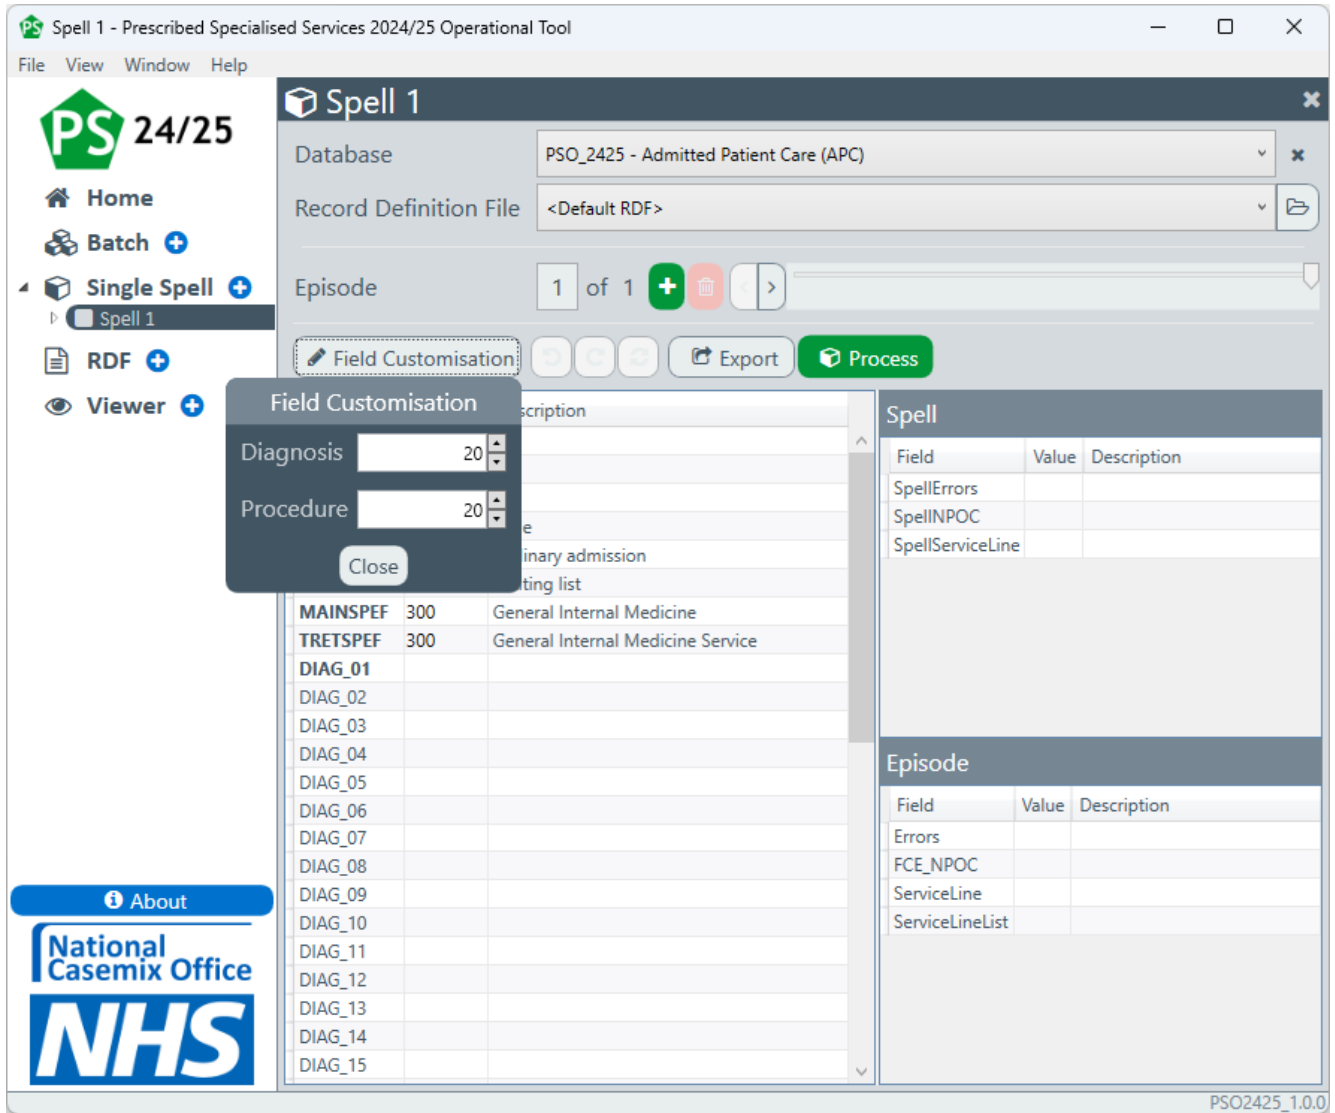 PS Spell 1 - Prescribed Specialised Services 2024/25 Operational Tool
File View Window Help
PS 24/25
Home
Batch
Single Spell
Spell 1
RDF
Viewer
About
National
Casemix Office
NHS
Spell 1
Database PSO_2425 - Admitted Patient Care (APC)
Record Definition File <Default RDF>
Episode 1 of 1
Field Customisation Export Process
Field Customisation
Diagnosis 20
Procedure 20
Close
scription
e
inary admission
ting list
MAINSPEF 300 General Internal Medicine
TRETSPEF 300 General Internal Medicine Service
DIAG_01
DIAG_02
DIAG_03
DIAG_04
DIAG_05
DIAG_06
DIAG_07
DIAG_08
DIAG_09
DIAG_10
DIAG_11
DIAG_12
DIAG_13
DIAG_14
DIAG_15
Spell
Field Value Description
SpellErrors
SpellNPOC
SpellServiceLine
Episode
Field Value Description
Errors
FCE_NPOC
ServiceLine
ServiceLineList
PSO2425_1.0.0